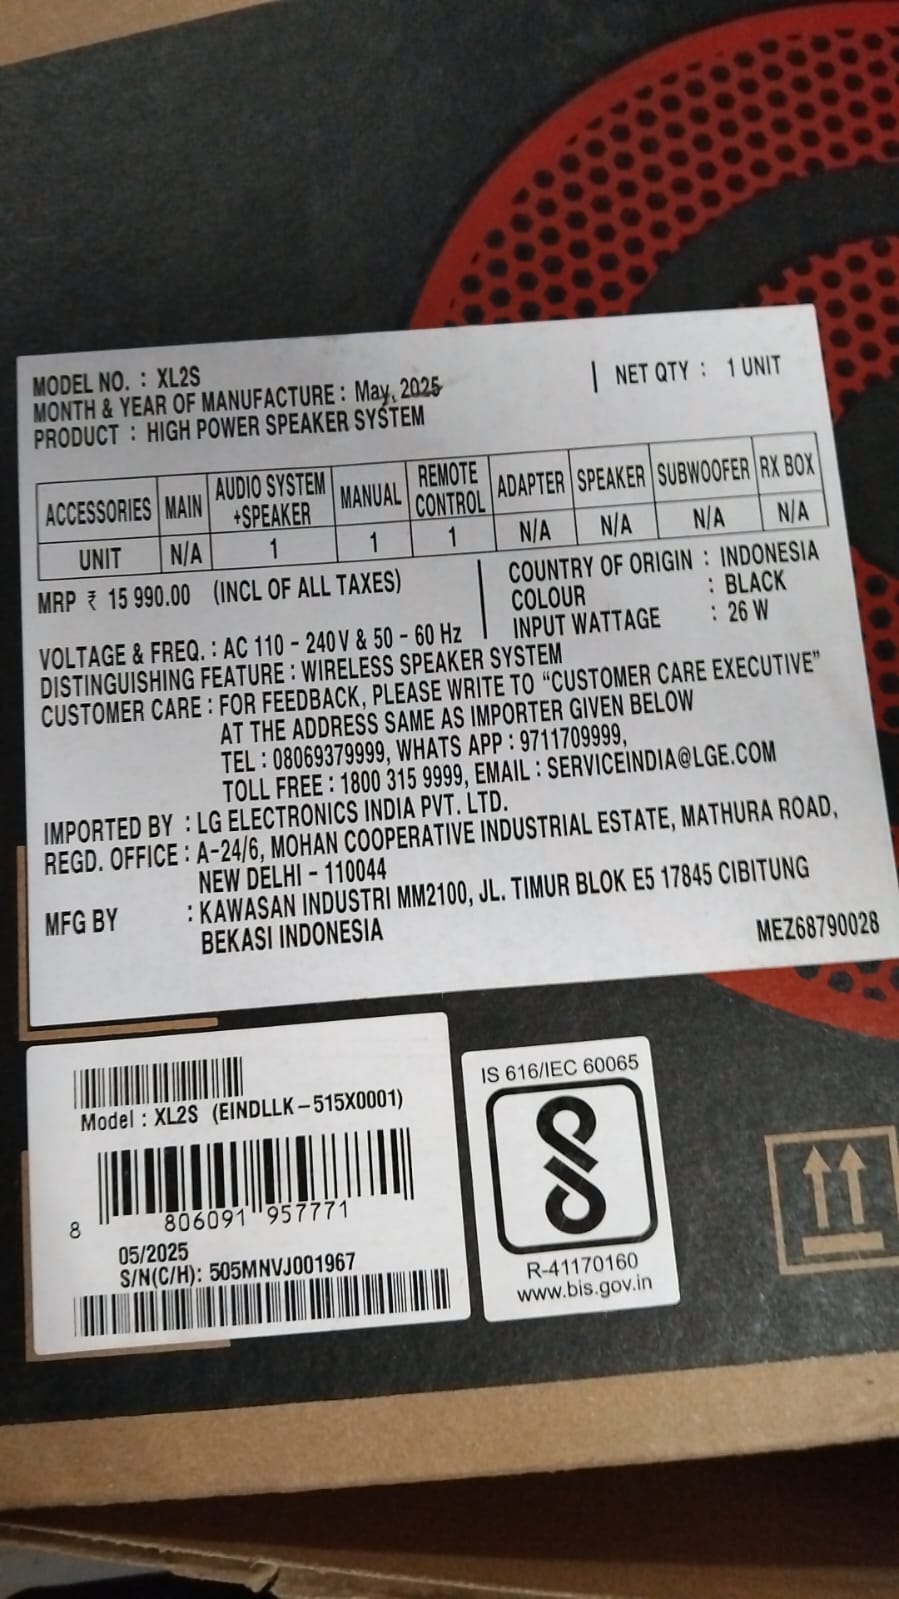 MODEL NO. : XL2S
MONTH & YEAR OF MANUFACTURE : May, 2025
PRODUCT : HIGH POWER SPEAKER SYSTEM
| NET QTY : 1 UNIT
ACCESSORIES MAIN AUDIO SYSTEM +SPEAKER MANUAL REMOTE CONTROL ADAPTER SPEAKER SUBWOOFER RX BOX
UNIT N/A 1 1 1 N/A N/A N/A N/A
MRP ₹ 15 990.00 (INCL OF ALL TAXES)
COUNTRY OF ORIGIN : INDONESIA
COLOUR : BLACK
INPUT WATTAGE : 26 W
VOLTAGE & FREQ. : AC 110 - 240 V & 50 - 60 Hz
DISTINGUISHING FEATURE : WIRELESS SPEAKER SYSTEM
CUSTOMER CARE : FOR FEEDBACK, PLEASE WRITE TO “CUSTOMER CARE EXECUTIVE”
AT THE ADDRESS SAME AS IMPORTER GIVEN BELOW
TEL : 08069379999, WHATS APP : 9711709999,
TOLL FREE : 1800 315 9999, EMAIL : SERVICEINDIA@LGE.COM
IMPORTED BY : LG ELECTRONICS INDIA PVT. LTD.
REGD. OFFICE : A-24/6, MOHAN COOPERATIVE INDUSTRIAL ESTATE, MATHURA ROAD,
NEW DELHI - 110044
MFG BY : KAWASAN INDUSTRI MM2100, JL. TIMUR BLOK E5 17845 CIBITUNG
BEKASI INDONESIA
MEZ68790028
Model : XL2S (EINDLLK-515X0001)
8 806091 957771
05/2025
S/N(C/H): 505MNVJ001967
IS 616/IEC 60065
R-41170160
www.bis.gov.in